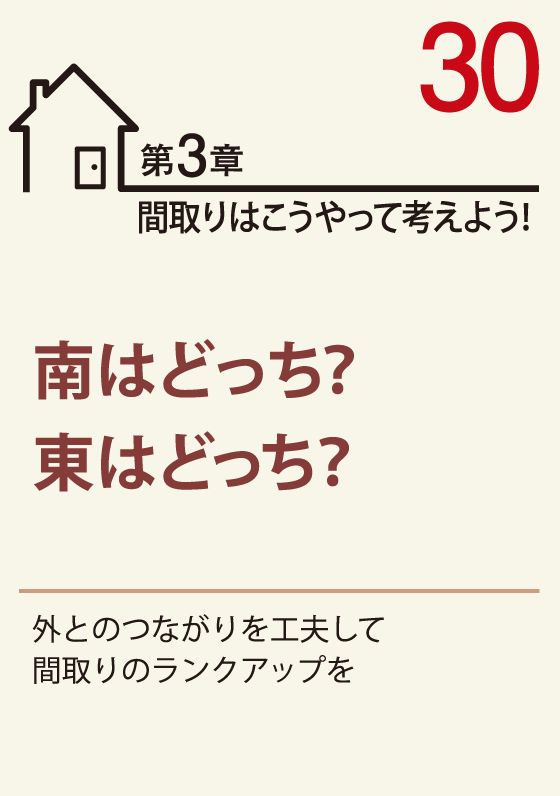 30
第3章
間取りはこうやって考えよう!
南はどっち?
東はどっち?
外とのつながりを工夫して
間取りのランクアップを